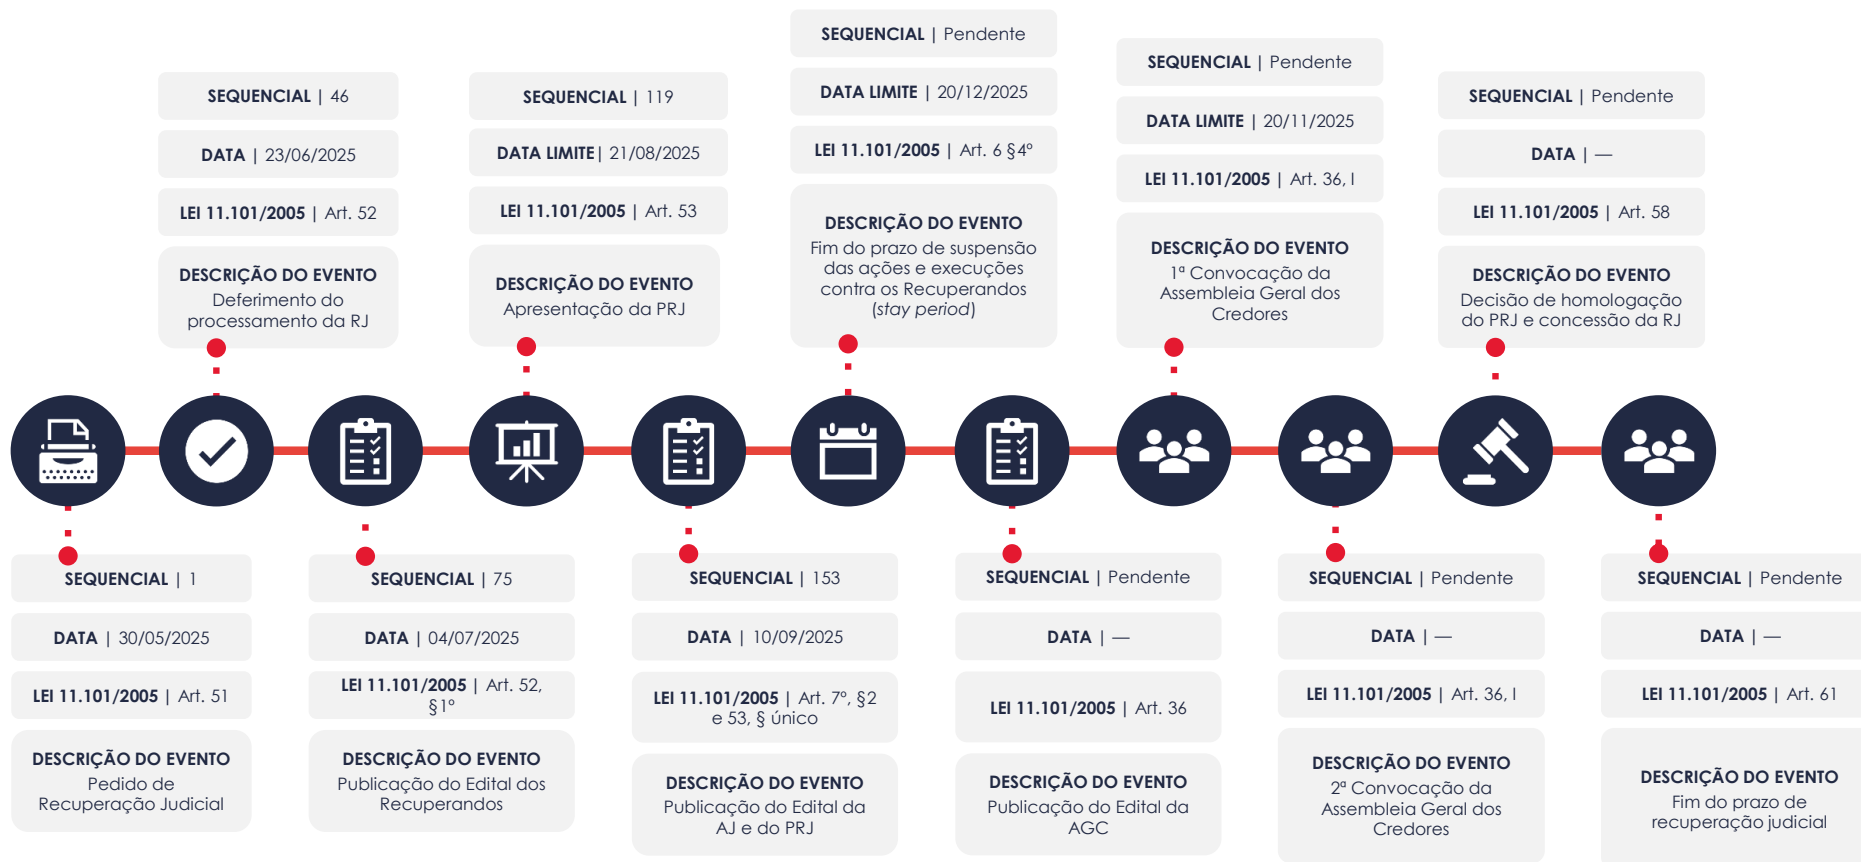 SEQUENCIAL | 46
DATA | 23/06/2025
LEI 11.101/2005 | Art. 52
DESCRIÇÃO DO EVENTO
Deferimento do
processamento da RJ
SEQUENCIAL | 119
DATA LIMITE| 21/08/2025
LEI 11.101/2005 | Art. 53
DESCRIÇÃO DO EVENTO
Apresentação da PRJ
SEQUENCIAL | Pendente
DATA LIMITE | 20/12/2025
LEI 11.101/2005 | Art. 6 §4º
DESCRIÇÃO DO EVENTO
Fim do prazo de suspensão
das ações e execuções
contra os Recuperandos
(stay period)
SEQUENCIAL | Pendente
DATA LIMITE | 20/11/2025
LEI 11.101/2005 | Art. 36, I
DESCRIÇÃO DO EVENTO
1ª Convocação da
Assembleia Geral dos
Credores
SEQUENCIAL | Pendente
DATA | —
LEI 11.101/2005 | Art. 58
DESCRIÇÃO DO EVENTO
Decisão de homologação
do PRJ e concessão da RJ
SEQUENCIAL | 1
DATA | 30/05/2025
LEI 11.101/2005 | Art. 51
DESCRIÇÃO DO EVENTO
Pedido de
Recuperação Judicial
SEQUENCIAL | 75
DATA | 04/07/2025
LEI 11.101/2005 | Art. 52,
§1º
DESCRIÇÃO DO EVENTO
Publicação do Edital dos
Recuperandos
SEQUENCIAL | 153
DATA | 10/09/2025
LEI 11.101/2005 | Art. 7º, §2
e 53, § único
DESCRIÇÃO DO EVENTO
Publicação do Edital da
AJ e do PRJ
SEQUENCIAL | Pendente
DATA | —
LEI 11.101/2005 | Art. 36
DESCRIÇÃO DO EVENTO
Publicação do Edital da
AGC
SEQUENCIAL | Pendente
DATA | —
LEI 11.101/2005 | Art. 36, I
DESCRIÇÃO DO EVENTO
2ª Convocação da
Assembleia Geral dos
Credores
SEQUENCIAL | Pendente
DATA | —
LEI 11.101/2005 | Art. 61
DESCRIÇÃO DO EVENTO
Fim do prazo de
recuperação judicial